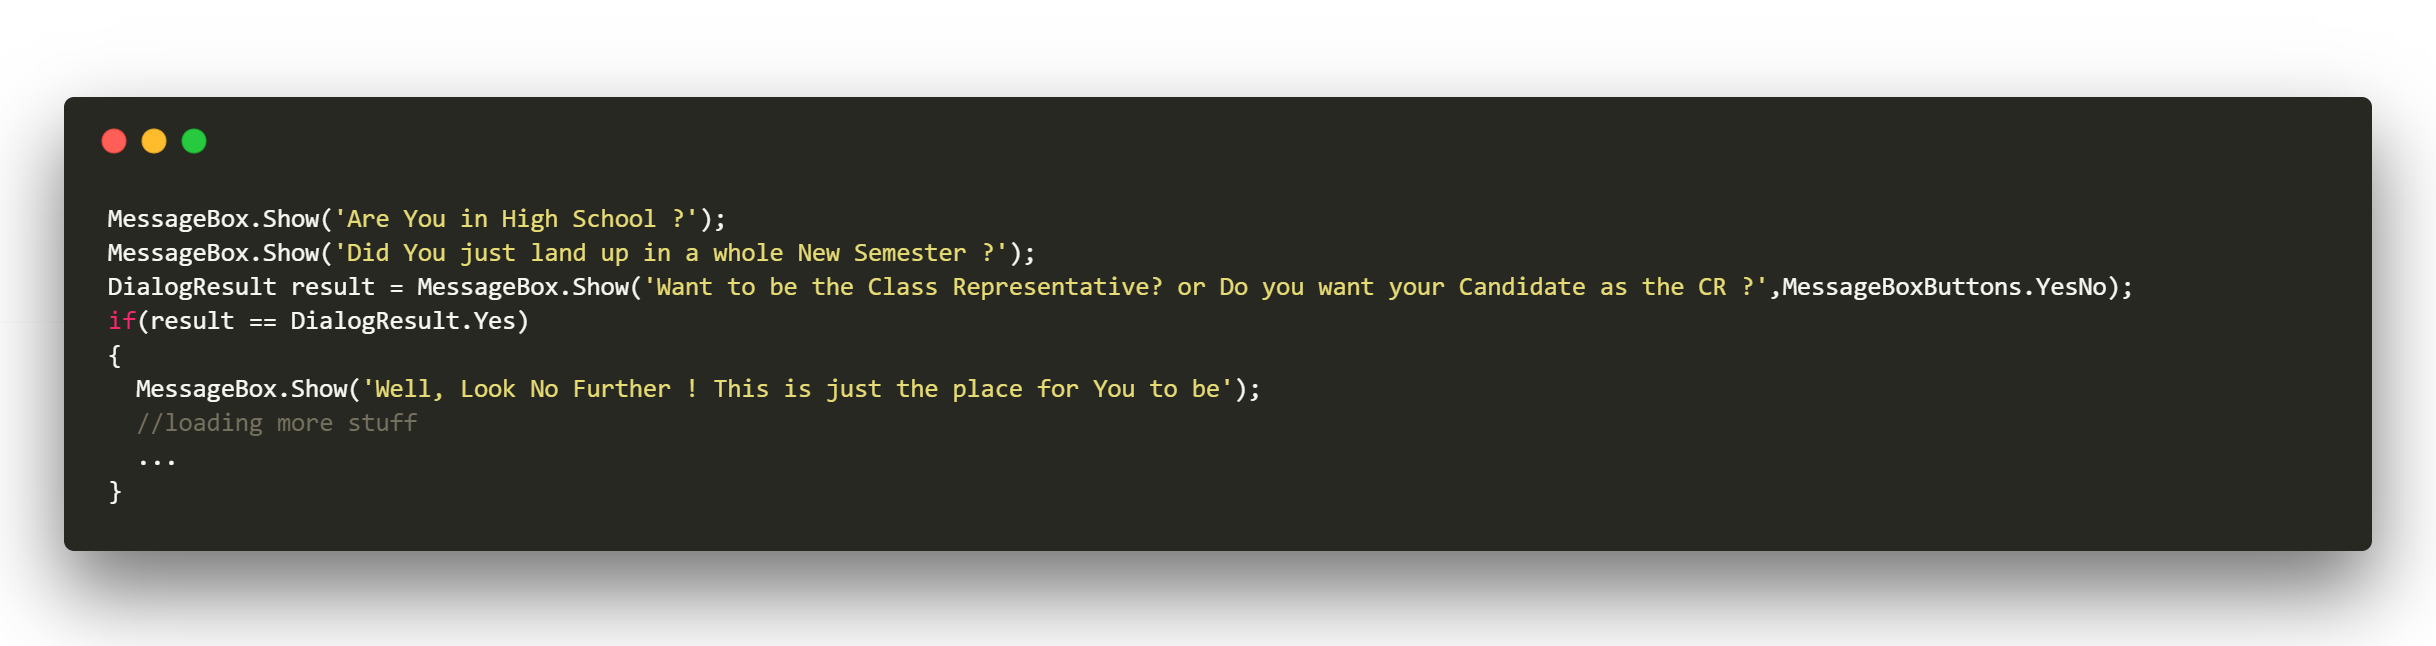 MessageBox.Show('Are You in High School ?');
MessageBox.Show('Did You just land up in a whole New Semester ?');
DialogResult result = MessageBox.Show('Want to be the Class Representative? or Do you want your Candidate as the CR ?',MessageBoxButtons.YesNo);
if(result == DialogResult.Yes)
{
  MessageBox.Show('Well, Look No Further ! This is just the place for You to be');
  //loading more stuff
  ...
}